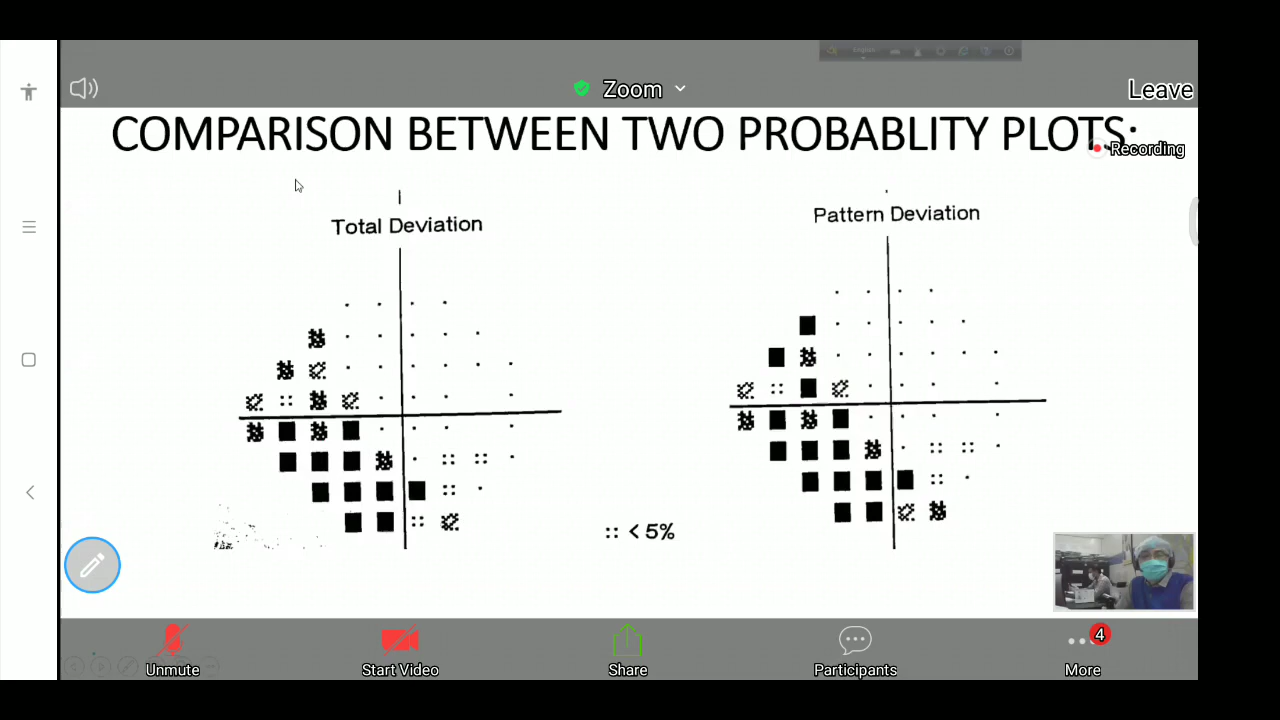 Zoom
Leave
COMPARISON BETWEEN TWO PROBABLITY PLOTS:
Recording
Total Deviation
Pattern Deviation
:: < 5%
Unmute
Start Video
Share
Participants
4
More